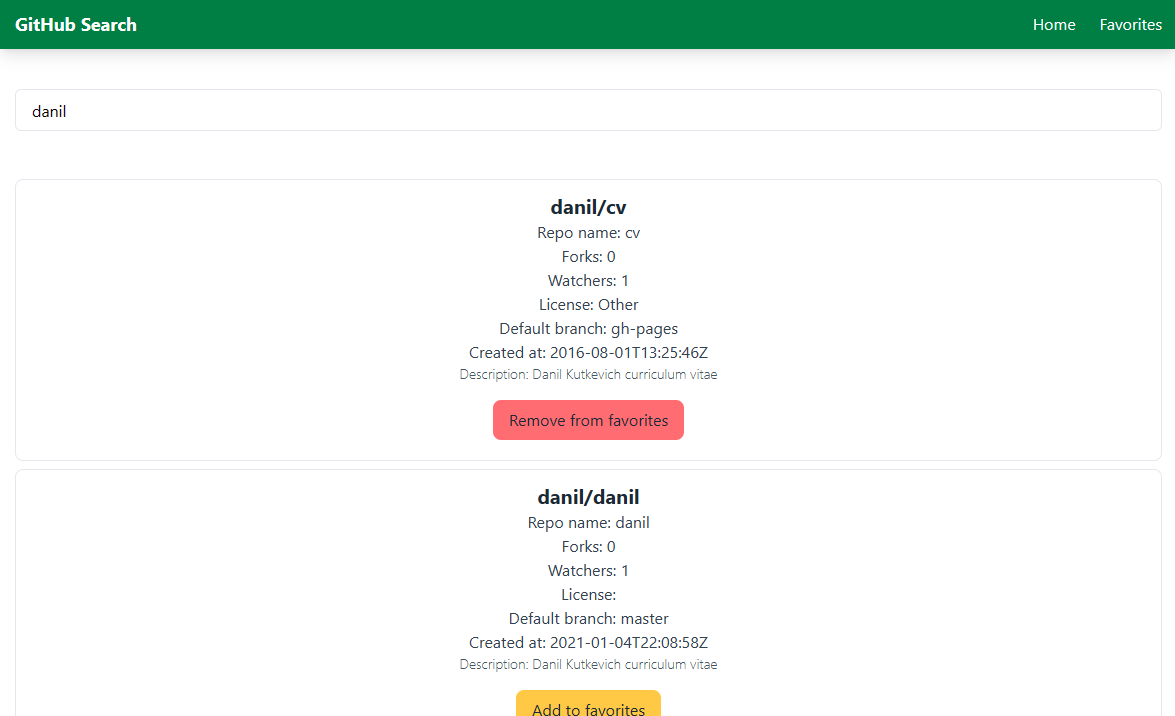 GitHub Search
Home
Favorites
danil
danil/cv
Repo name: cv
Forks: 0
Watchers: 1
License: Other
Default branch: gh-pages
Created at: 2016-08-01T13:25:46Z
Description: Danil Kutkevich curriculum vitae
Remove from favorites
danil/danil
Repo name: danil
Forks: 0
Watchers: 1
License:
Default branch: master
Created at: 2021-01-04T22:08:58Z
Description: Danil Kutkevich curriculum vitae
Add to favorites